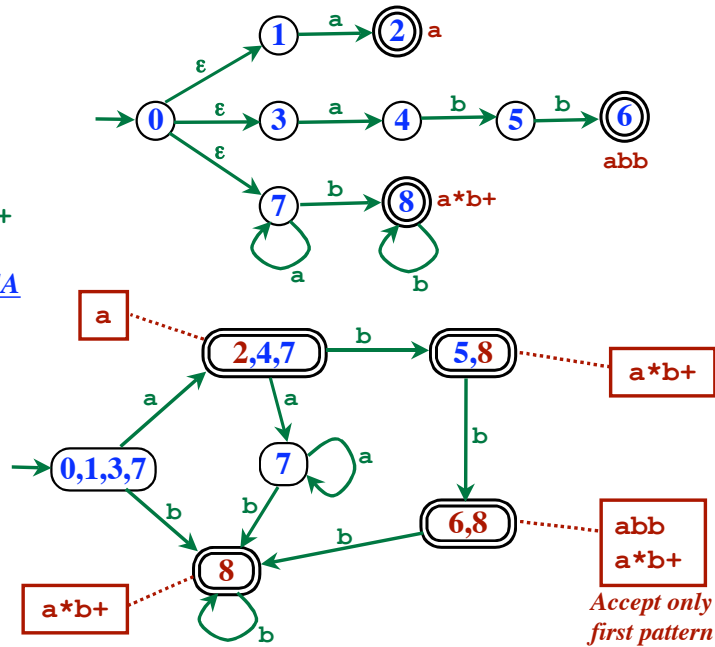 1 a 2 a
ε
0 ε 3 a 4 b 5 b 6
abb
ε
7 b 8 a*b+
+
a b
A
a
2,4,7 b 5,8
a*b+
a a
b
0,1,3,7 7 a
b b 6,8
abb
a*b+
b
8
a*b+
b
Accept only
first pattern